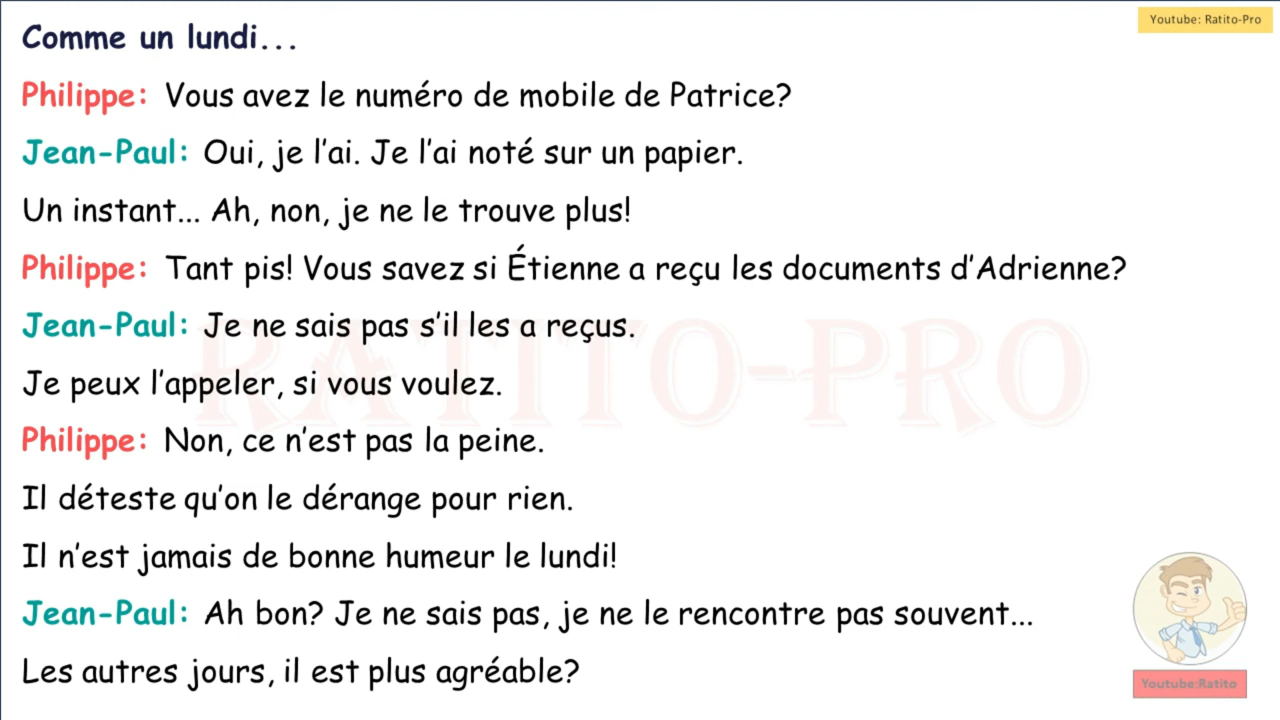 Comme un lundi...
Youtube: Ratito-Pro
Philippe: Vous avez le numéro de mobile de Patrice?
Jean-Paul: Oui, je l'ai. Je l'ai noté sur un papier.
Un instant... Ah, non, je ne le trouve plus!
Philippe: Tant pis! Vous savez si Étienne a reçu les documents d'Adrienne?
Jean-Paul: Je ne sais pas s'il les a reçus.
RATITO-PRO
Je peux l'appeler, si vous voulez.
Philippe: Non, ce n'est pas la peine.
Il déteste qu'on le dérange pour rien.
Il n'est jamais de bonne humeur le lundi!
Jean-Paul: Ah bon? Je ne sais pas, je ne le rencontre pas souvent...
Les autres jours, il est plus agréable?
Youtube:Ratito